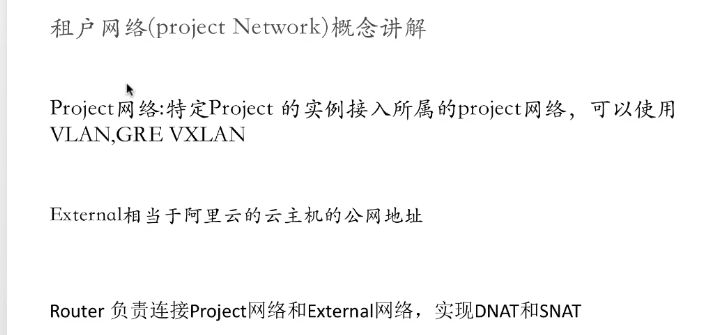 租户网络(project Network)概念讲解
Project网络:特定Project 的实例接入所属的project网络，可以使用
VLAN,GRE VXLAN
External相当于阿里云的云主机的公网地址
Router 负责连接Project网络和External网络，实现DNAT和SNAT